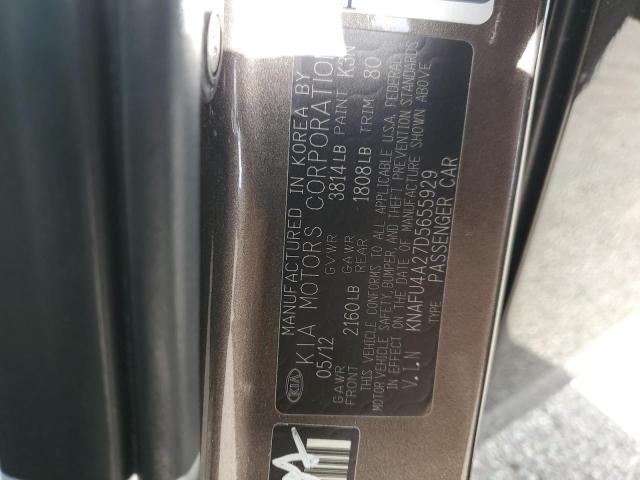 KIA
MANUFACTURED IN KOREA BY
KIA MOTORS CORPORATION
05/12 GVWR 3814LB PAINT K3N
GAWR FRONT 2160LB GAWR REAR 1808LB TRIM 80
THIS VEHICLE CONFORMS TO ALL APPLICABLE U.S.A. FEDERAL
MOTOR VEHICLE SAFETY, BUMPER, AND THEFT PREVENTION STANDARDS
IN EFFECT ON THE DATE OF MANUFACTURE SHOWN ABOVE
V.I.N KNAFU4A27D5655929
TYPE PASSENGER CAR